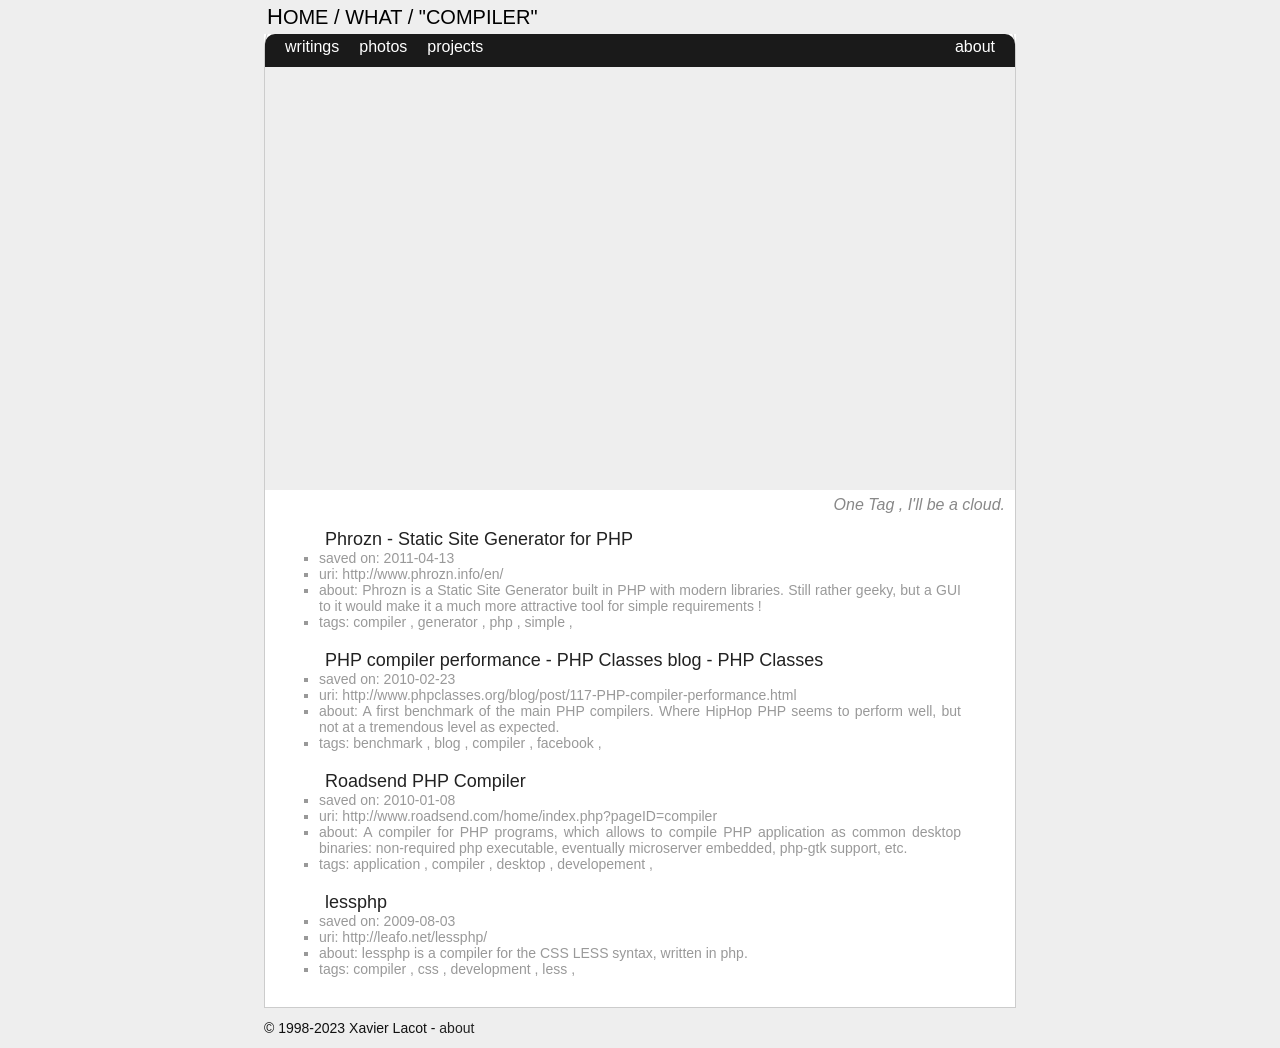 HOME / WHAT / "COMPILER"
writings photos projects about
One Tag , I'll be a cloud.
Phrozn - Static Site Generator for PHP
saved on: 2011-04-13
uri: http://www.phrozn.info/en/
about: Phrozn is a Static Site Generator built in PHP with modern libraries. Still rather geeky, but a GUI
to it would make it a much more attractive tool for simple requirements !
tags: compiler , generator , php , simple ,
PHP compiler performance - PHP Classes blog - PHP Classes
saved on: 2010-02-23
uri: http://www.phpclasses.org/blog/post/117-PHP-compiler-performance.html
about: A first benchmark of the main PHP compilers. Where HipHop PHP seems to perform well, but
not at a tremendous level as expected.
tags: benchmark , blog , compiler , facebook ,
Roadsend PHP Compiler
saved on: 2010-01-08
uri: http://www.roadsend.com/home/index.php?pageID=compiler
about: A compiler for PHP programs, which allows to compile PHP application as common desktop
binaries: non-required php executable, eventually microserver embedded, php-gtk support, etc.
tags: application , compiler , desktop , developement ,
lessphp
saved on: 2009-08-03
uri: http://leafo.net/lessphp/
about: lessphp is a compiler for the CSS LESS syntax, written in php.
tags: compiler , css , development , less ,
© 1998-2023 Xavier Lacot - about